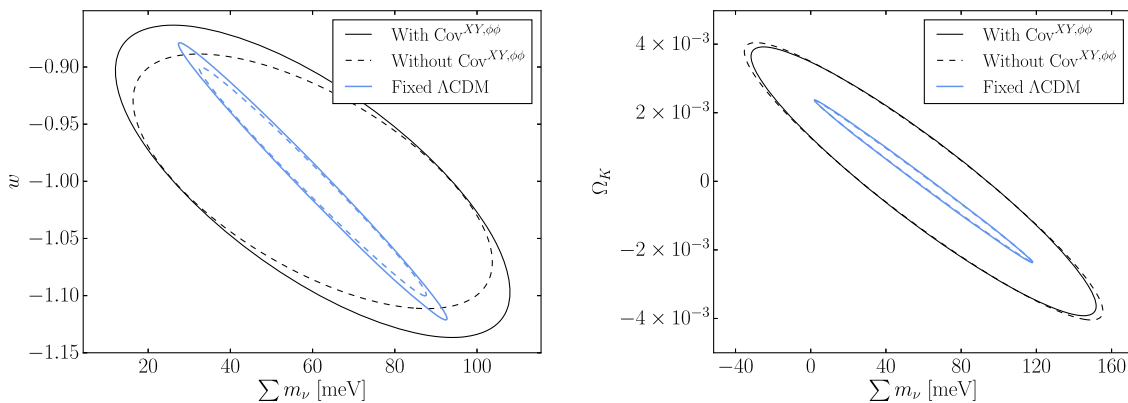 With Cov^{XY,ϕϕ}
Without Cov^{XY,ϕϕ}
Fixed ΛCDM
−0.90
−0.95
−1.00
−1.05
−1.10
−1.15
w
20
40
60
80
100
∑ m_ν [meV]
With Cov^{XY,ϕϕ}
Without Cov^{XY,ϕϕ}
Fixed ΛCDM
4 × 10^{−3}
2 × 10^{−3}
0
−2 × 10^{−3}
−4 × 10^{−3}
Ω_K
−40
0
40
80
120
160
∑ m_ν [meV]